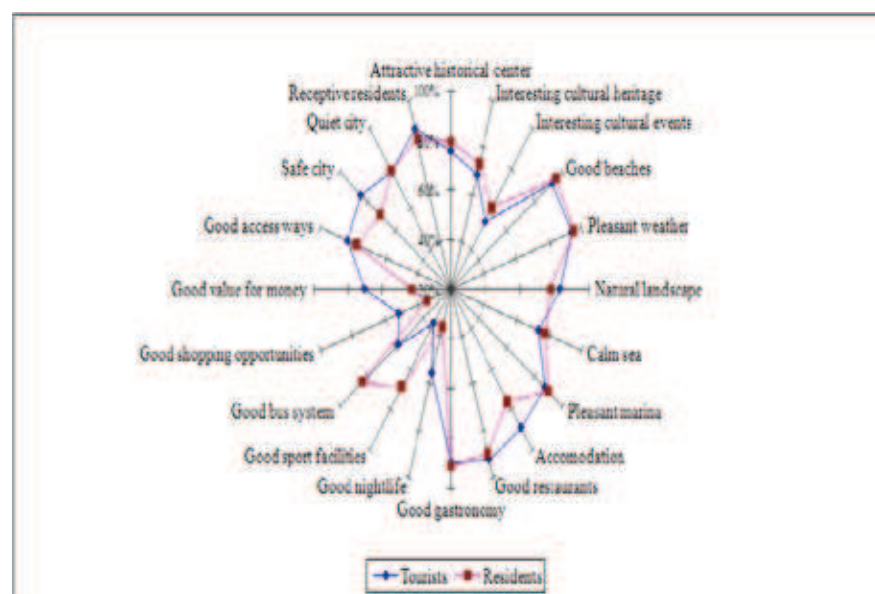 Attractive historical center
100%
Receptive residents
Interesting cultural heritage
Quiet city
Interesting cultural events
80%
Safe city
Good beaches
60%
Good access ways
Pleasant weather
40%
Good value for money
20%
Natural landscape
Good shopping opportunities
Calm sea
Good bus system
Pleasant marina
Good sport facilities
Accomodation
Good nightlife
Good restaurants
Good gastronomy
Tourists
Residents